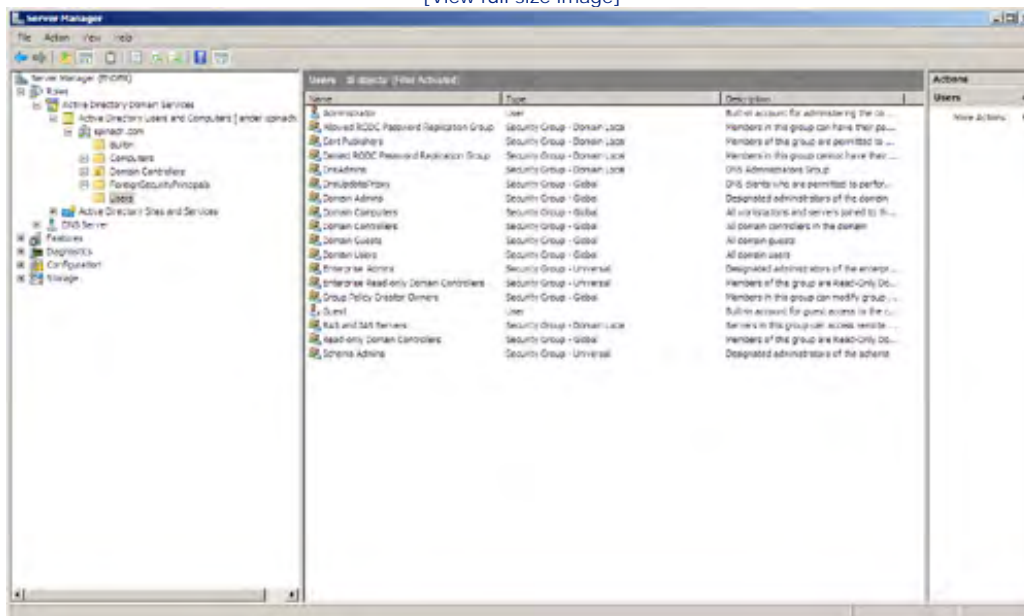 [View full size image]
Server Manager
File Action View Help
Server Manager
Roles
Active Directory Domain Services
Active Directory Users and Computers [ender.spinach
spinach.com
Builtin
Computers
Domain Controllers
ForeignSecurityPrincipals
Users
Active Directory Sites and Services
DNS Server
Features
Diagnostics
Configuration
Storage
Users objects [Filter Activated]
Name Type Description
Administrator User Built-in account for administering the co...
Allowed RODC Password Replication Group Security Group - Domain Local Members in this group can have their pa...
Cert Publishers Security Group - Domain Local Members of this group are permitted to ...
Denied RODC Password Replication Group Security Group - Domain Local Members in this group cannot have their ...
DnsAdmins Security Group - Domain Local DNS Administrators Group
DnsUpdateProxy Security Group - Global DNS clients who are permitted to perfor...
Domain Admins Security Group - Global Designated administrators of the domain
Domain Computers Security Group - Global All workstations and servers joined to th...
Domain Controllers Security Group - Global All domain controllers in the domain
Domain Guests Security Group - Global All domain guests
Domain Users Security Group - Global All domain users
Enterprise Admins Security Group - Universal Designated administrators of the enterpr...
Enterprise Read-only Domain Controllers Security Group - Universal Members of this group are Read-Only Do...
Group Policy Creator Owners Security Group - Global Members in this group can modify group ...
Guest User Built-in account for guest access to the c...
RAS and IAS Servers Security Group - Domain Local Servers in this group can access remote ...
Read-only Domain Controllers Security Group - Global Members of this group are Read-Only Do...
Schema Admins Security Group - Universal Designated administrators of the schema
Actions
Users
More Actions